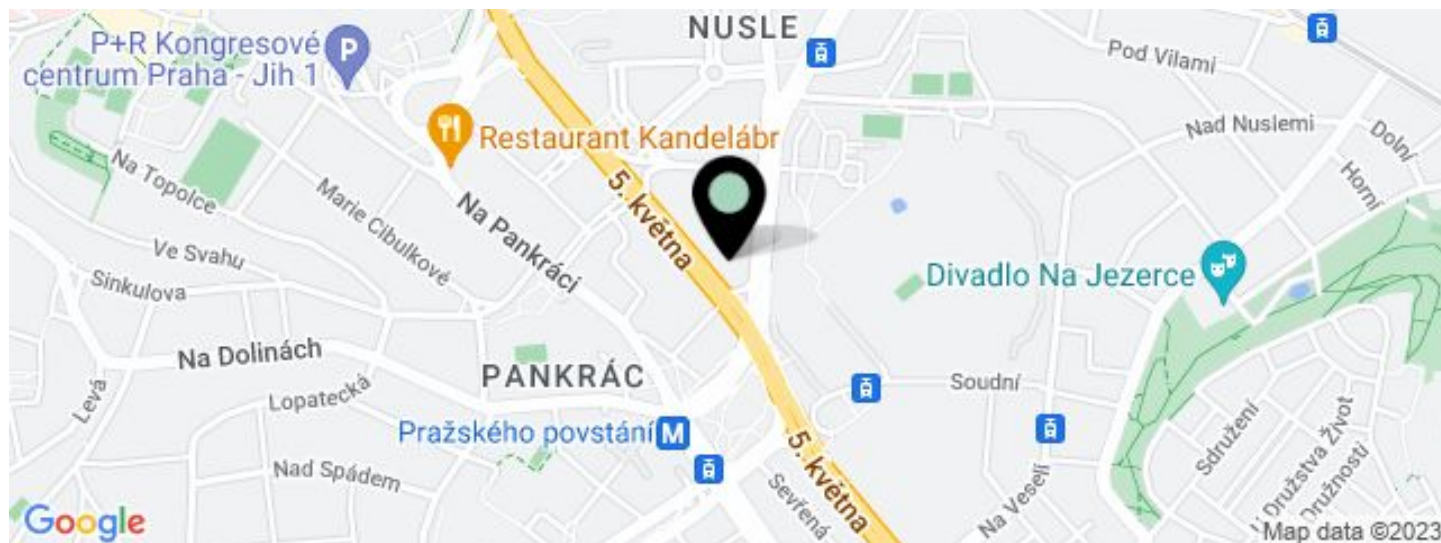 NUSLE
P+R Kongresové
centrum Praha - Jih 1
P
Pod Vilami
Restaurant Kandelábr
Nad Nuslemi
Dolní
Horní
Na Topolce
Marie Cibulkové
Na Pankráci
5. května
Ve Svahu
Sinkulova
Divadlo Na Jezerce
Na Dolinách
PANKRÁC
Levá
Lopatecká
Soudní
Pražského povstání
M
Nad Spádem
5. května
Sevřená
Na Veselí
Sdružení
Družstva Život
Družností
Google
Map data ©2023